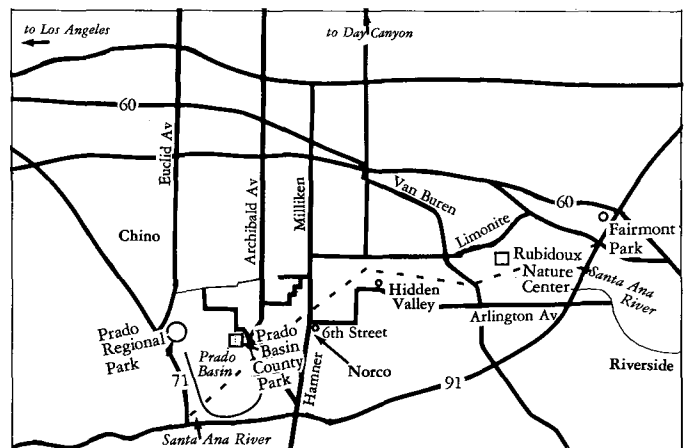 to Los Angeles
to Day Canyon
60
Euclid Av
Archibald Av
Milliken
Van Buren
Limonite
60
Fairmont
Park
Chino
Rubidoux
Nature
Center
Santa Ana
River
Hidden
Valley
Arlington Av
Prado
Regional
Park
Prado
Basin
Prado
Basin
County
Park
6th Street
Norco
Hamner
Riverside
71
91
Santa Ana River